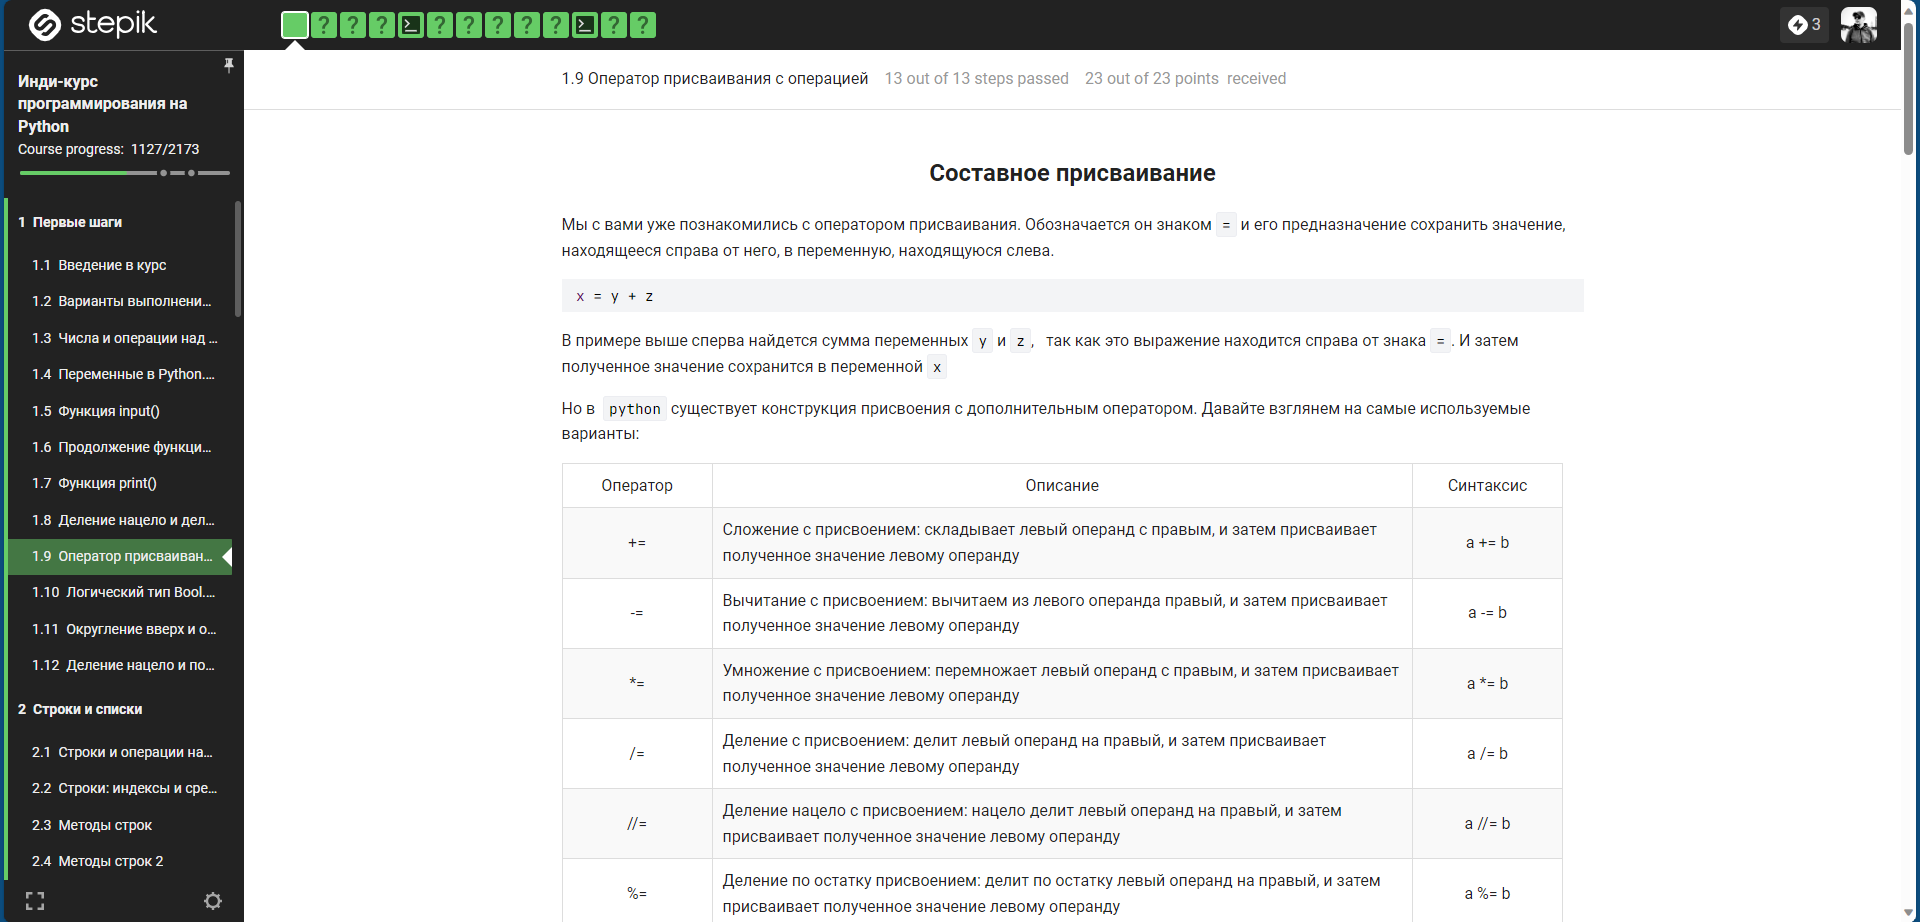 stepik
? ? ? >_ ? ? ? ? ? >_ ? ?
3
Инди-курс
программирования на
Python
Course progress: 1127/2173
1 Первые шаги
1.1 Введение в курс
1.2 Варианты выполнени...
1.3 Числа и операции над ...
1.4 Переменные в Python....
1.5 Функция input()
1.6 Продолжение функци...
1.7 Функция print()
1.8 Деление нацело и дел...
1.9 Оператор присваиван...
1.10 Логический тип Bool....
1.11 Округление вверх и о...
1.12 Деление нацело и по...
2 Строки и списки
2.1 Строки и операции на...
2.2 Строки: индексы и сре...
2.3 Методы строк
2.4 Методы строк 2
1.9 Оператор присваивания с операцией 13 out of 13 steps passed 23 out of 23 points received
Составное присваивание
Мы с вами уже познакомились с оператором присваивания. Обозначается он знаком = и его предназначение сохранить значение,
находящееся справа от него, в переменную, находящуюся слева.
x = y + z
В примере выше сперва найдется сумма переменных y и z, так как это выражение находится справа от знака =. И затем
полученное значение сохранится в переменной x
Но в python существует конструкция присвоения с дополнительным оператором. Давайте взглянем на самые используемые
варианты:
Оператор Описание Синтаксис
+= Сложение с присвоением: складывает левый операнд с правым, и затем присваивает
полученное значение левому операнду a += b
-= Вычитание с присвоением: вычитаем из левого операнда правый, и затем присваивает
полученное значение левому операнду a -= b
*= Умножение с присвоением: перемножает левый операнд с правым, и затем присваивает
полученное значение левому операнду a *= b
/= Деление с присвоением: делит левый операнд на правый, и затем присваивает
полученное значение левому операнду a /= b
//= Деление нацело с присвоением: нацело делит левый операнд на правый, и затем
присваивает полученное значение левому операнду a //= b
%= Деление по остатку присвоением: делит по остатку левый операнд на правый, и затем
присваивает полученное значение левому операнду a %= b